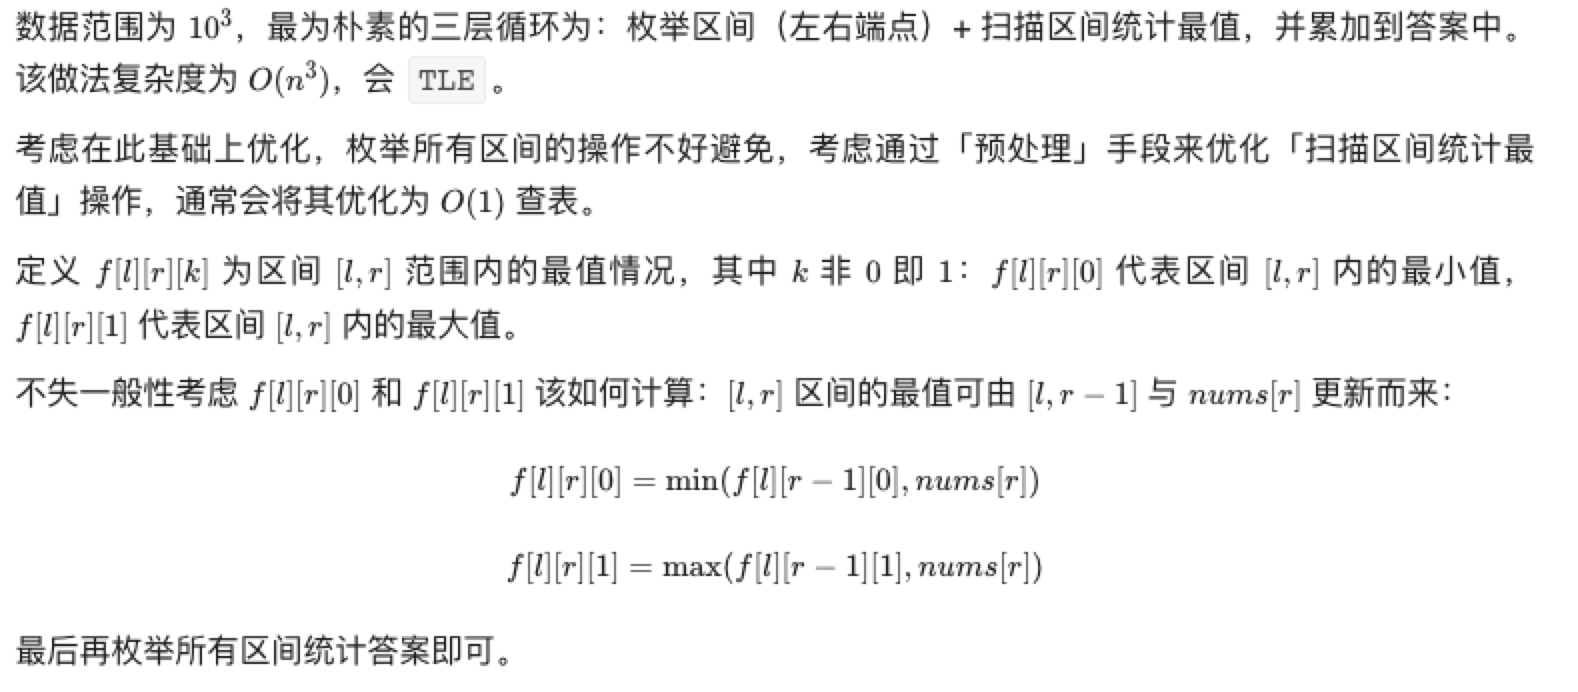 数据范围为 10³，最为朴素的三层循环为：枚举区间（左右端点）+ 扫描区间统计最值，并累加到答案中。
该做法复杂度为 O(n³)，会 TLE 。
考虑在此基础上优化，枚举所有区间的操作不好避免，考虑通过「预处理」手段来优化「扫描区间统计最
值」操作，通常会将其优化为 O(1) 查表。
定义 f[l][r][k] 为区间 [l, r] 范围内的最值情况，其中 k 非 0 即 1：f[l][r][0] 代表区间 [l, r] 内的最小值，
f[l][r][1] 代表区间 [l, r] 内的最大值。
不失一般性考虑 f[l][r][0] 和 f[l][r][1] 该如何计算：[l, r] 区间的最值可由 [l, r − 1] 与 nums[r] 更新而来：
f[l][r][0] = min(f[l][r − 1][0], nums[r])
f[l][r][1] = max(f[l][r − 1][1], nums[r])
最后再枚举所有区间统计答案即可。